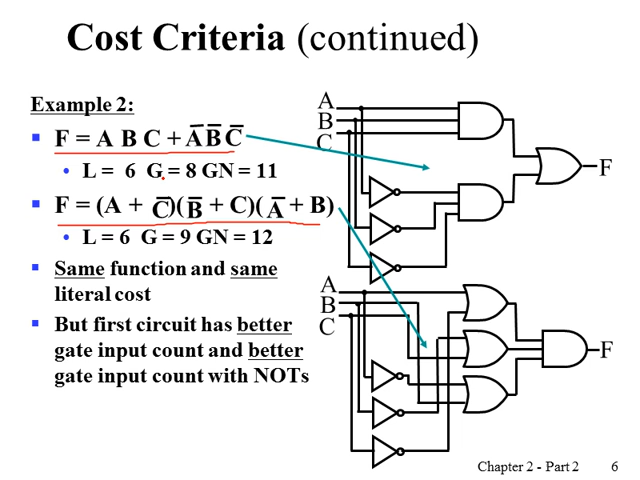 Cost Criteria (continued)
Example 2:
▪ F = A B C + A̅ B̅ C̅
• L = 6 G = 8 GN = 11
▪ F = (A + C̅)(B̅ + C)(A̅ + B)
• L = 6 G = 9 GN = 12
▪ Same function and same
literal cost
▪ But first circuit has better
gate input count and better
gate input count with NOTs
A
B
C
F
A
B
C
F
Chapter 2 - Part 2 6